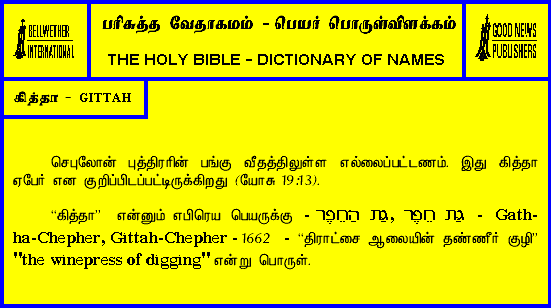 BELLWETHER
INTERNATIONAL
பரிசுத்த வேதாகமம் - பெயர் பொருள்விளக்கம்
THE HOLY BIBLE - DICTIONARY OF NAMES
GOOD NEWS
PUBLISHERS
கித்தா - GITTAH
செபுலோன் புத்திரரின் பங்கு வீதத்திலுள்ள எல்லைப்பட்டணம். இது கித்தா
ஏபேர் என குறிப்பிடப்பட்டிருக்கிறது (யோசு 19:13).
"கித்தா" என்னும் எபிரெய பெயருக்கு - גַּת הַחֵפֶר, גַּת חֵפֶר - Gath-
ha-Chepher, Gittah-Chepher - 1662 - "திராட்சை ஆலையின் தண்ணீர் குழி"
"the winepress of digging" என்று பொருள்.